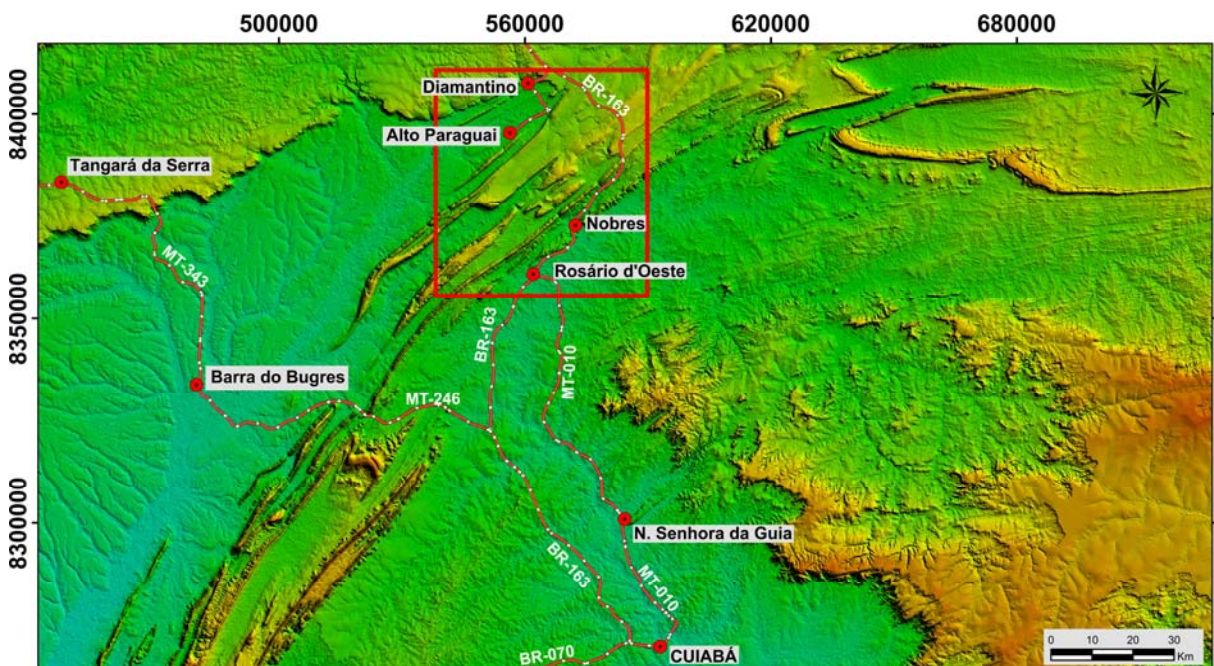 500000
560000
620000
680000
8400000
8350000
8300000
Diamantino
BR-163
Alto Paraguai
Tangará da Serra
Nobres
MT-343
Rosário d'Oeste
BR-163
MT-010
Barra do Bugres
MT-246
N. Senhora da Guia
BR-163
MT-010
BR-070
CUIABÁ
0 10 20 30
Km